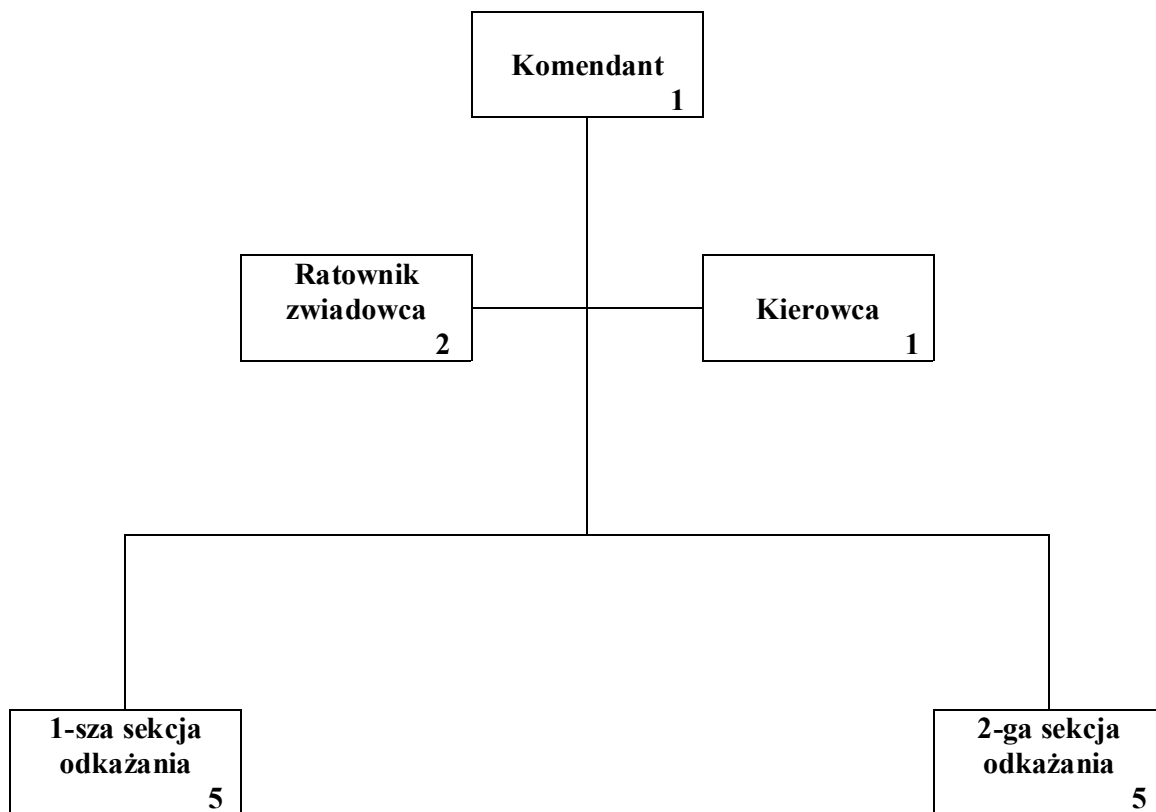 Komendant
1
Ratownik
zwiadowca
2
Kierowca
1
1-sza sekcja
odkażania
5
2-ga sekcja
odkażania
5